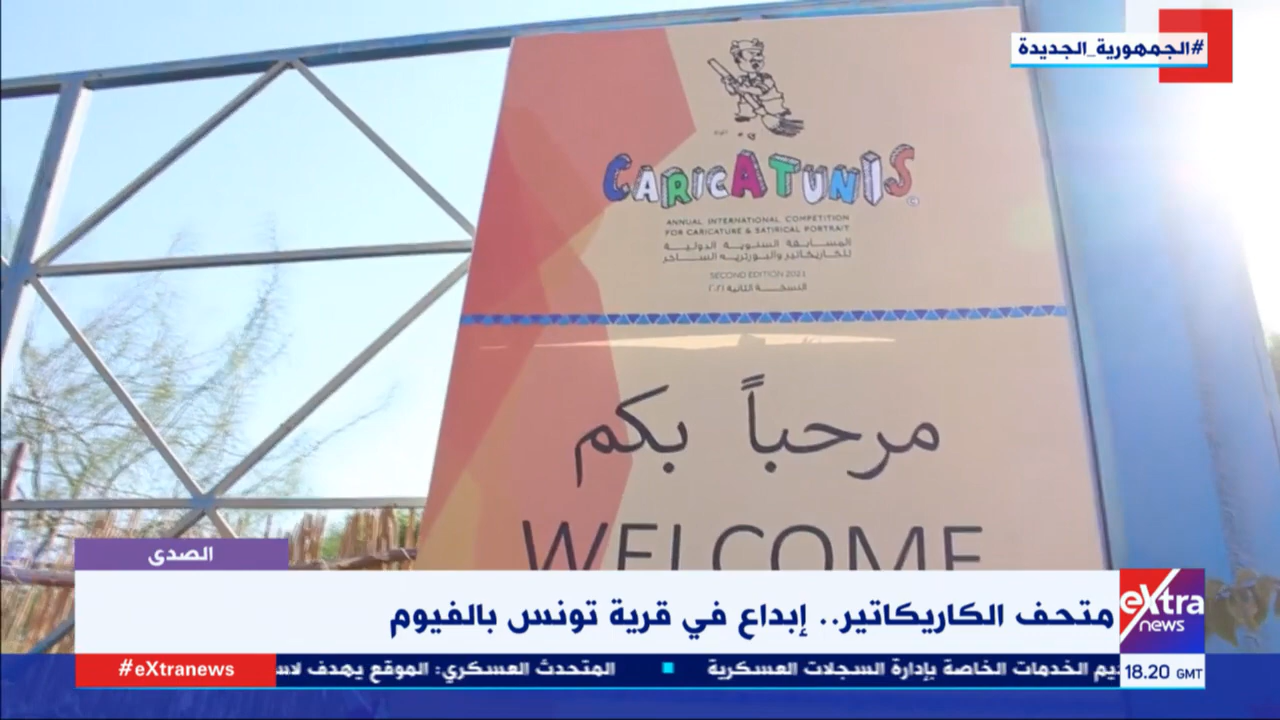 #الجمهورية_الجديدة
CARICATUNIS
ANNUAL INTERNATIONAL COMPETITION
FOR CARICATURE & SATIRICAL PORTRAIT
المسابقة السنوية الدولية
للكاريكاتير والبورتريه الساخر
SECOND EDITION 2021
النسخة الثانية ٢٠٢١
مرحباً بكم
WELCOME
الصدى
متحف الكاريكاتير.. إبداع في قرية تونس بالفيوم
eXtra news
#eXtranews
الخدمات الخاصة بإدارة السجلات العسكرية
المتحدث العسكري: الموقع يهدف
18.20 GMT